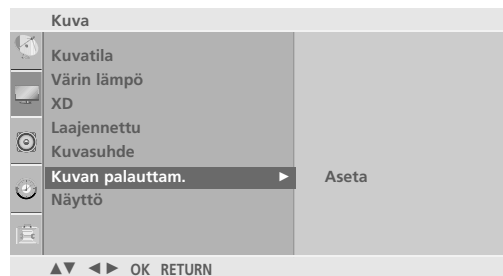 Kuva
Kuvatila
Värin lämpö
XD
Laajennettu
Kuvasuhde
Kuvan palauttam. ► Aseta
Näyttö
▲▼ ◄► OK RETURN